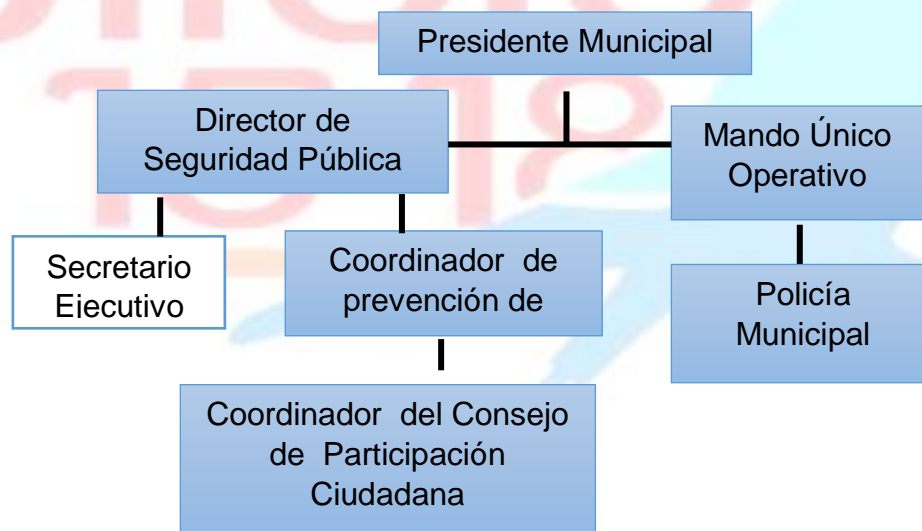 Presidente Municipal
Director de
Seguridad Pública
Mando Único
Operativo
Secretario
Ejecutivo
Coordinador de
prevención de
Policía
Municipal
Coordinador del Consejo
de Participación
Ciudadana